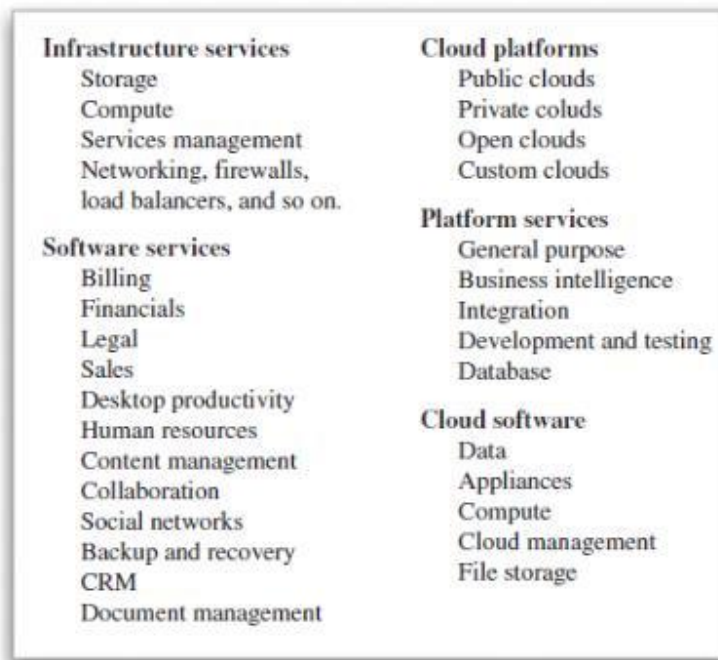 Infrastructure services
Storage
Compute
Services management
Networking, firewalls,
load balancers, and so on.
Software services
Billing
Financials
Legal
Sales
Desktop productivity
Human resources
Content management
Collaboration
Social networks
Backup and recovery
CRM
Document management
Cloud platforms
Public clouds
Private coluds
Open clouds
Custom clouds
Platform services
General purpose
Business intelligence
Integration
Development and testing
Database
Cloud software
Data
Appliances
Compute
Cloud management
File storage